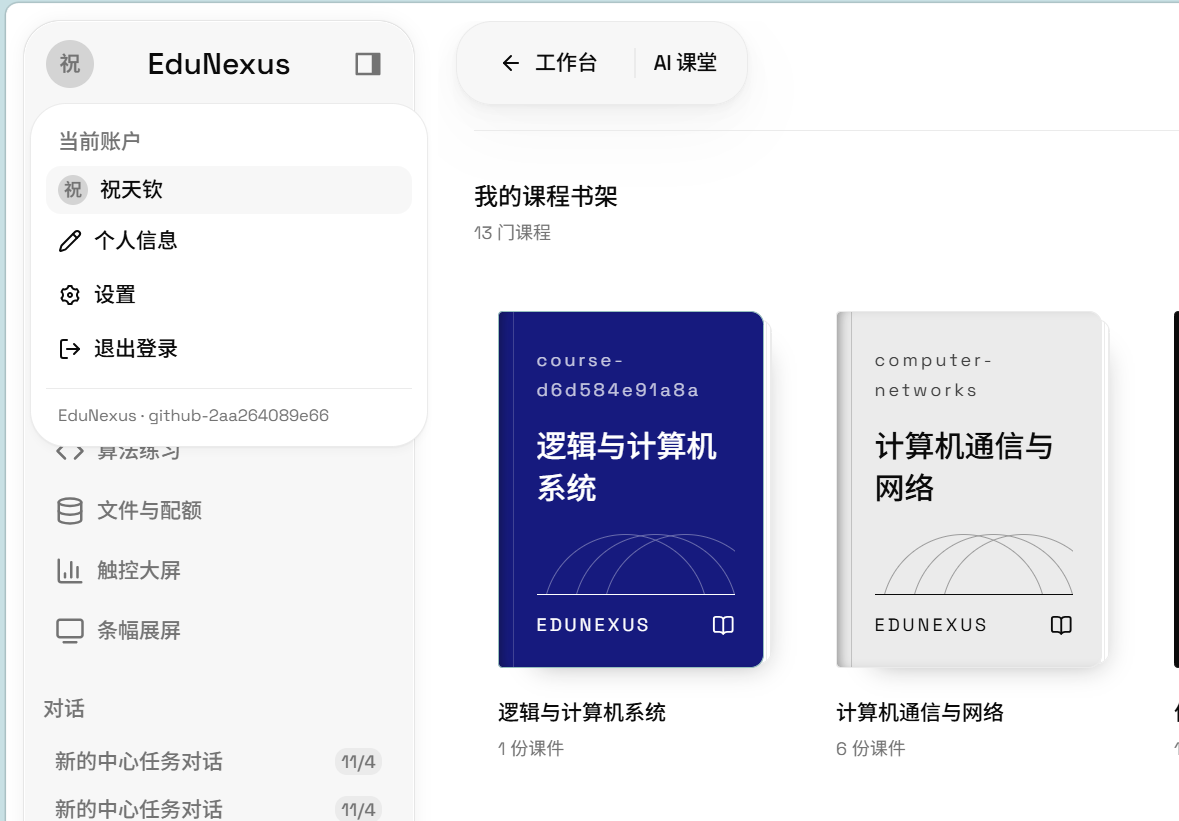 祝
EduNexus
当前账户
祝 祝天钦
个人信息
设置
退出登录
EduNexus · github-2aa264089e66
算法练习
文件与配额
触控大屏
条幅展屏
对话
新的中心任务对话 11/4
新的中心任务对话 11/4
工作台
AI 课堂
我的课程书架
13 门课程
course-
d6d584e91a8a
逻辑与计算机
系统
EDUNEXUS
逻辑与计算机系统
1 份课件
computer-
networks
计算机通信与
网络
EDUNEXUS
计算机通信与网络
6 份课件